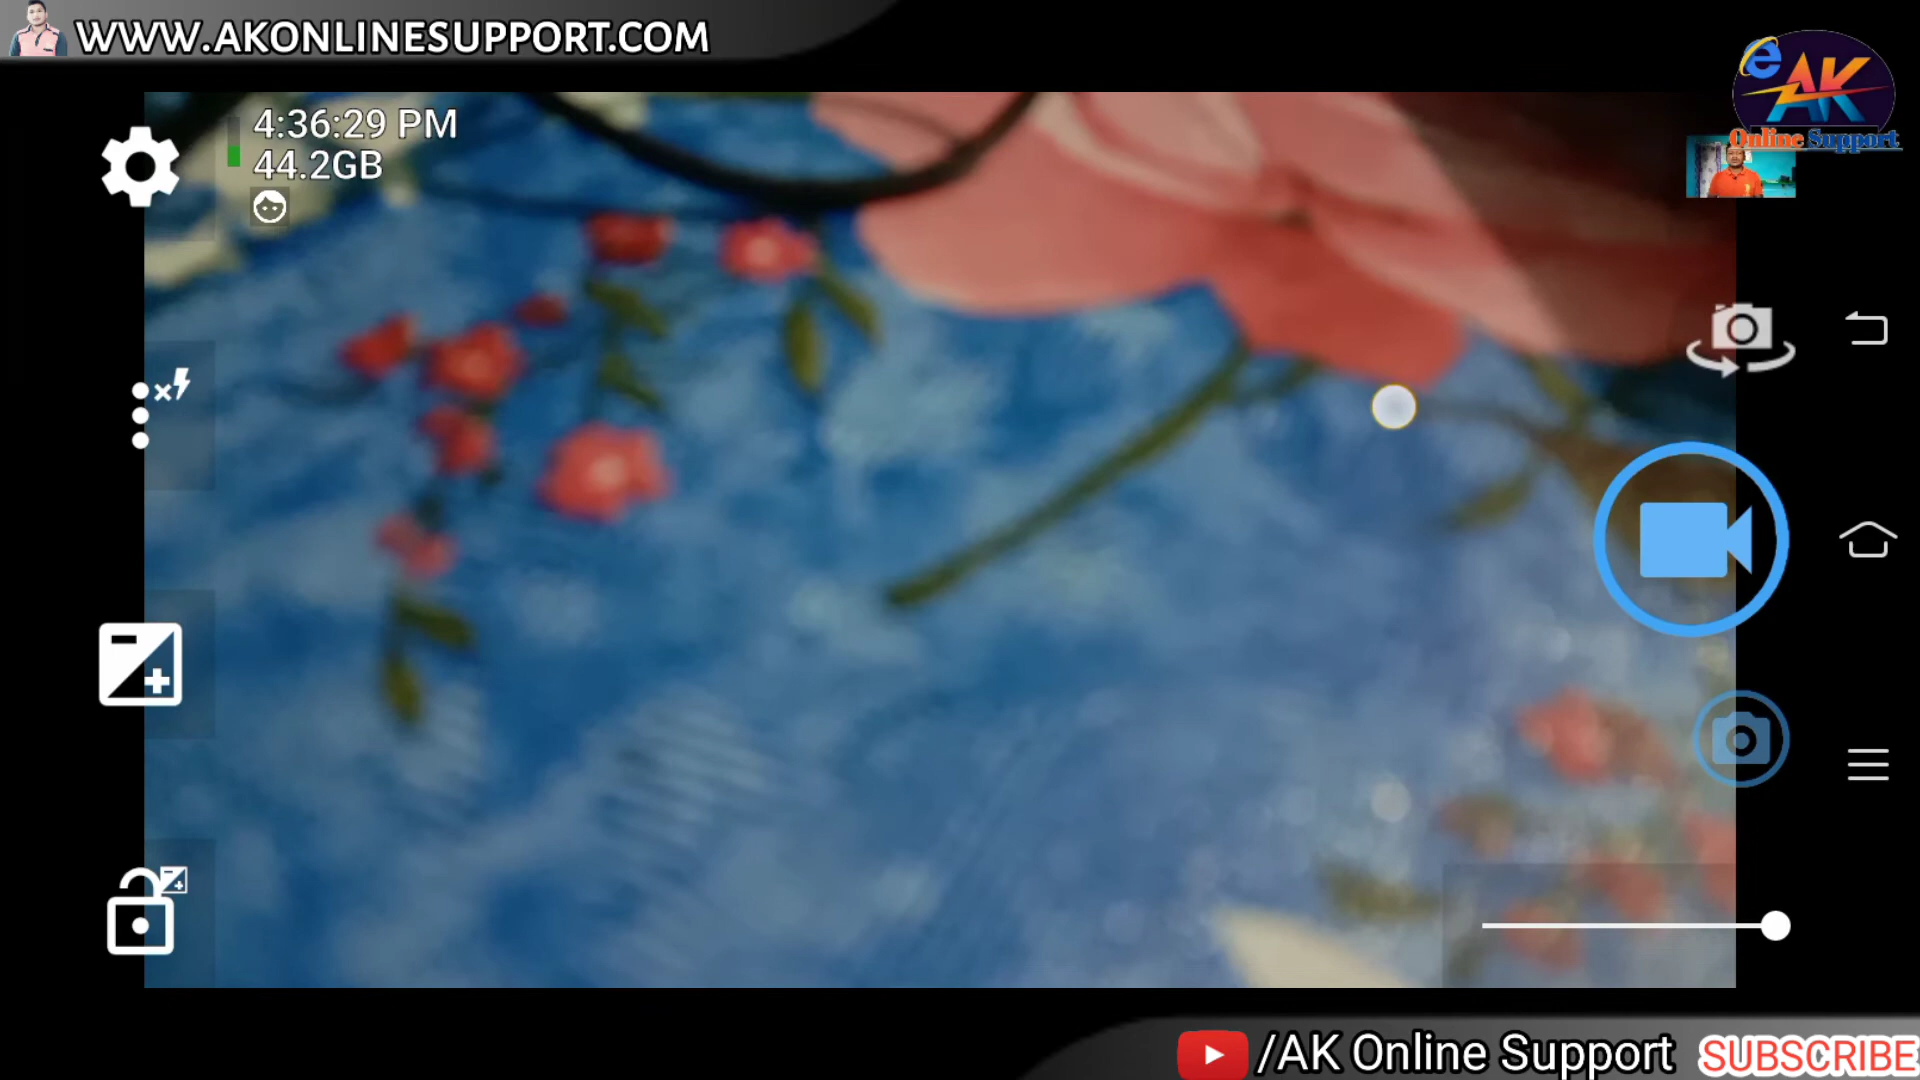 WWW.AKONLINESUPPORT.COM
e AK
Online Support
4:36:29 PM
44.2GB
/AK Online Support SUBSCRIBE